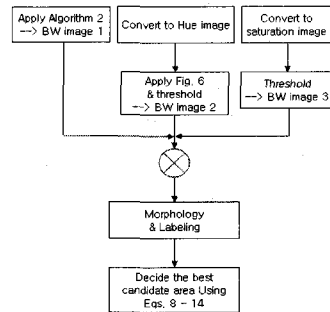 Apply Algorithm 2
--> BW image 1
Convert to Hue image
Convert to
saturation image
Apply Fig. 6
& threshold
--> BW image 2
Threshold
--> BW image 3
Morphology
& Labeling
Decide the best
candidate area Using
Eqs. 8 - 14